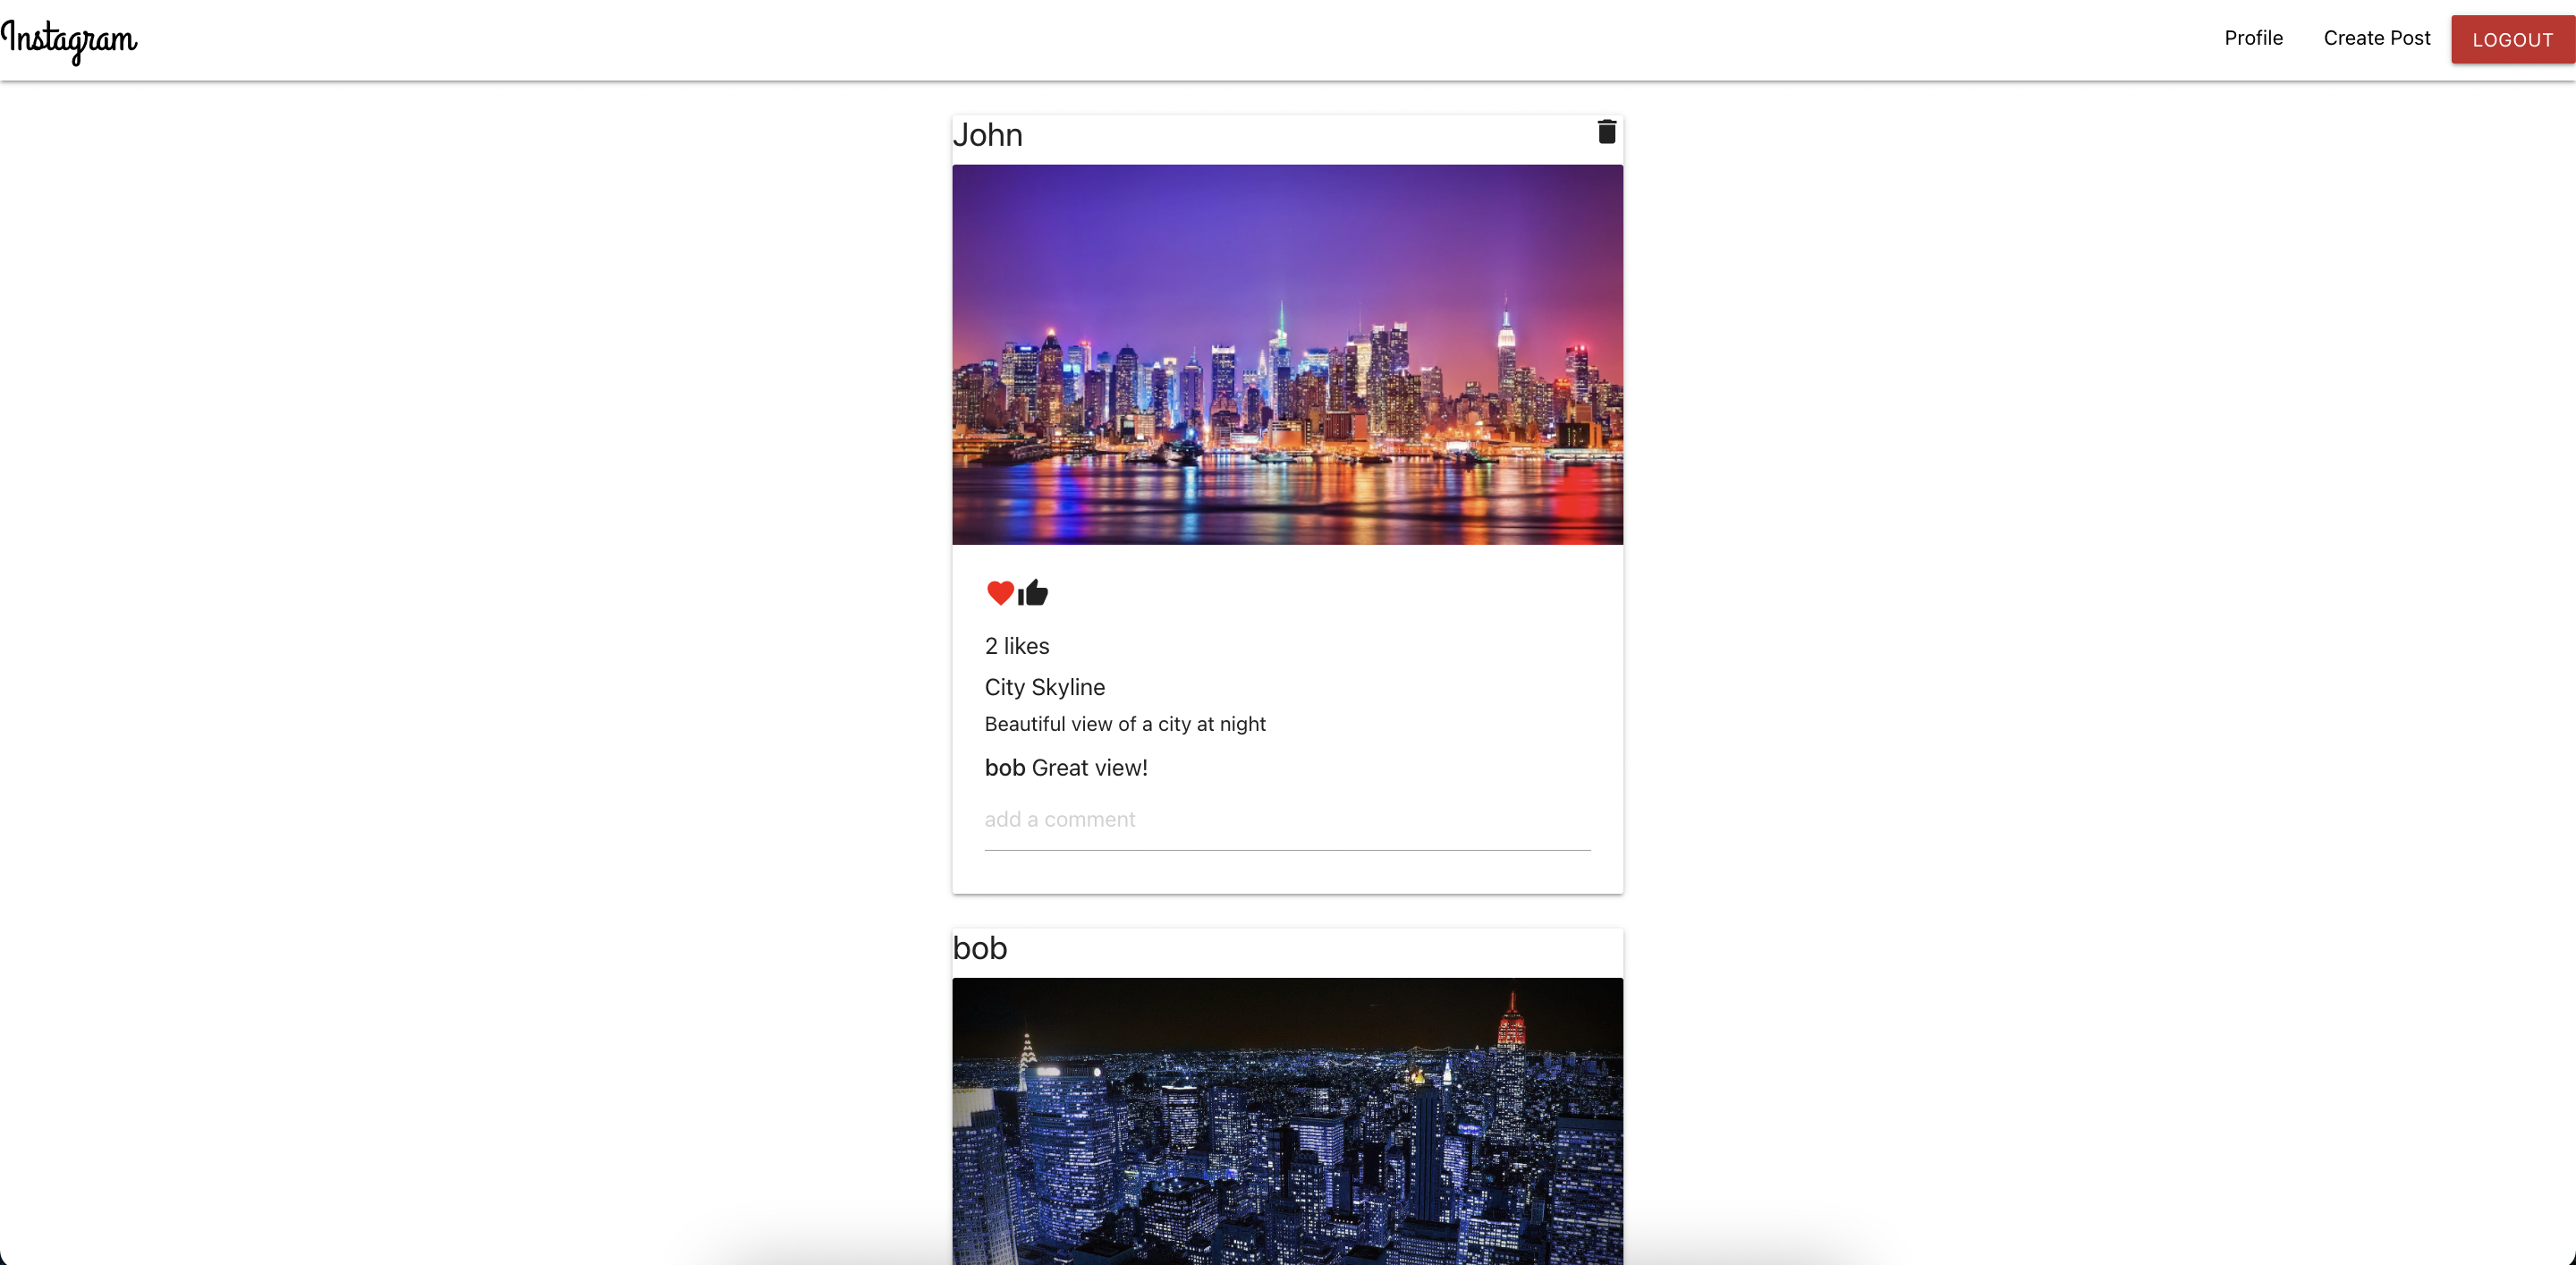 Instagram
Profile Create Post LOGOUT
John
2 likes
City Skyline
Beautiful view of a city at night
bob Great view!
add a comment
bob